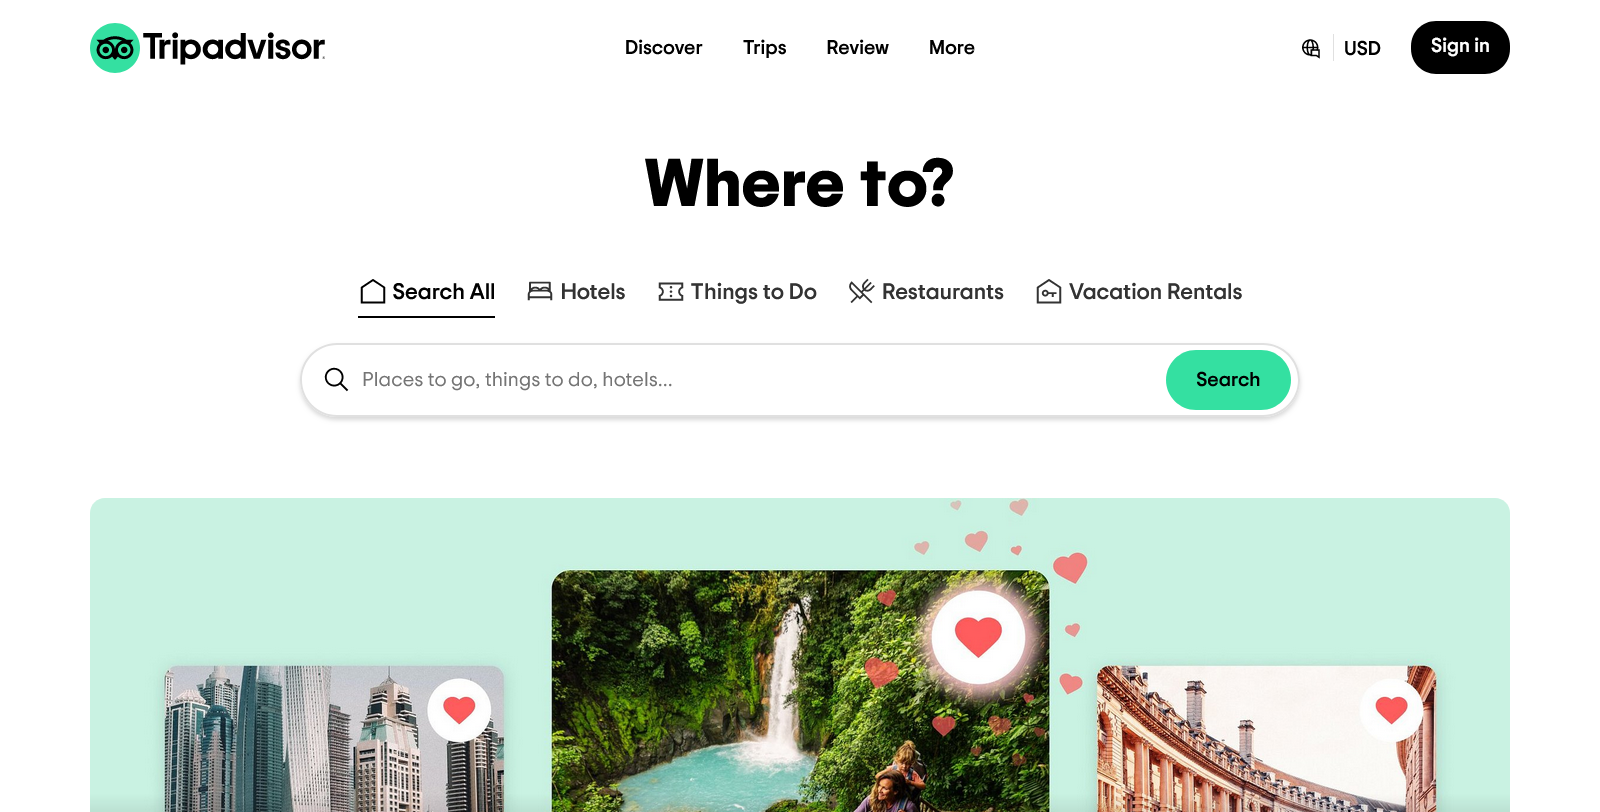 Tripadvisor
Discover Trips Review More
USD
Sign in
Where to?
Search All Hotels Things to Do Restaurants Vacation Rentals
Places to go, things to do, hotels...
Search